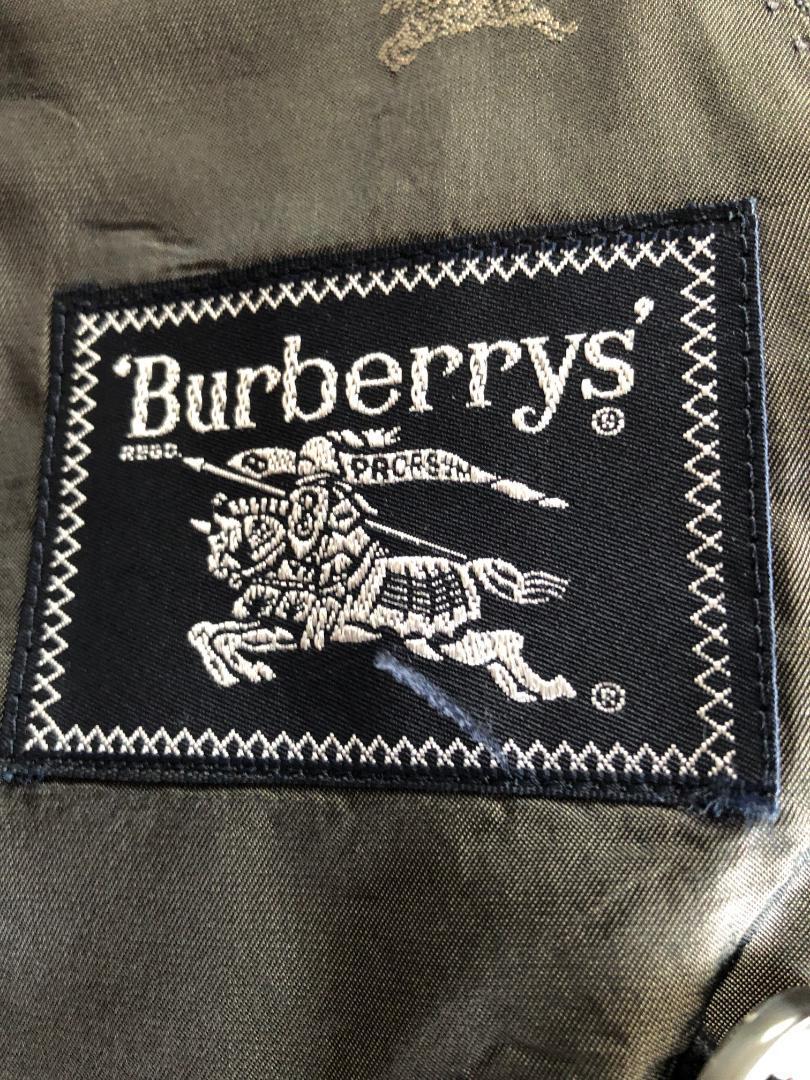 'Burberrys'
REGD. ®
PRORSUM
®